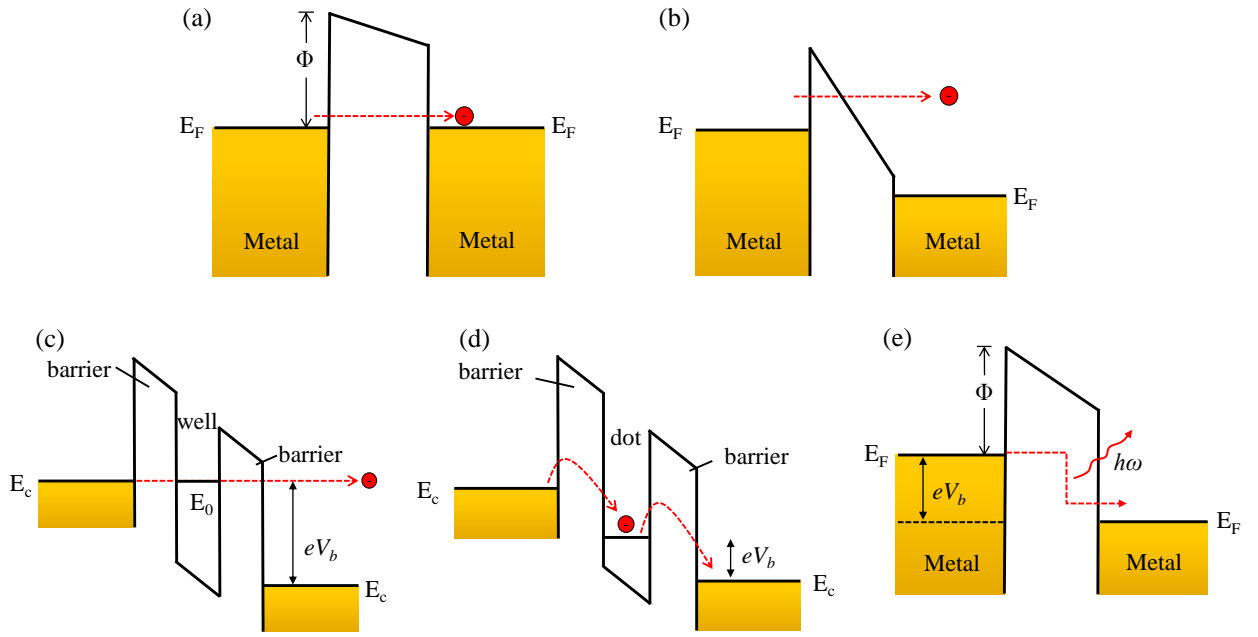 (a)
Φ
E_F
E_F
Metal
Metal
-
(b)
E_F
E_F
Metal
Metal
-
(c)
barrier
well
barrier
E_c
E_0
eV_b
E_c
-
(d)
barrier
dot
barrier
E_c
-
eV_b
E_c
(e)
Φ
E_F
eV_b
ħω
E_F
Metal
Metal